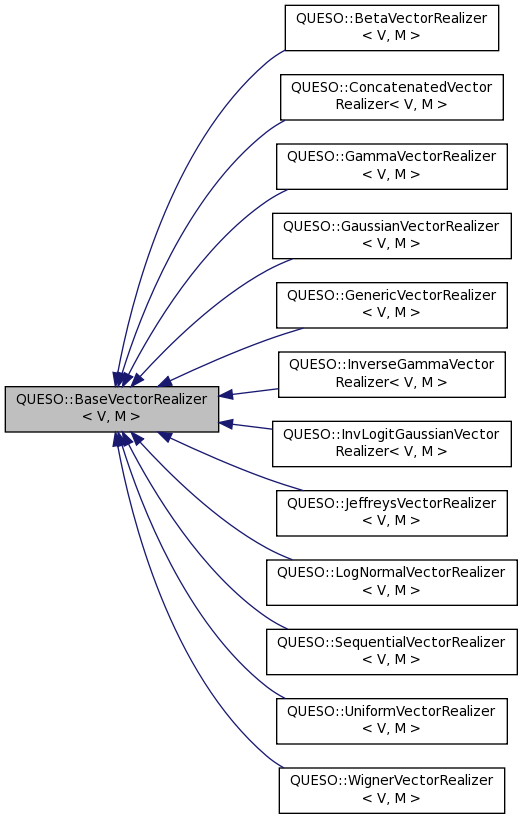 QUESO::BetaVectorRealizer
< V, M >
QUESO::ConcatenatedVector
Realizer< V, M >
QUESO::GammaVectorRealizer
< V, M >
QUESO::GaussianVectorRealizer
< V, M >
QUESO::GenericVectorRealizer
< V, M >
QUESO::InverseGammaVector
Realizer< V, M >
QUESO::BaseVectorRealizer
< V, M >
QUESO::InvLogitGaussianVector
Realizer< V, M >
QUESO::JeffreysVectorRealizer
< V, M >
QUESO::LogNormalVectorRealizer
< V, M >
QUESO::SequentialVectorRealizer
< V, M >
QUESO::UniformVectorRealizer
< V, M >
QUESO::WignerVectorRealizer
< V, M >